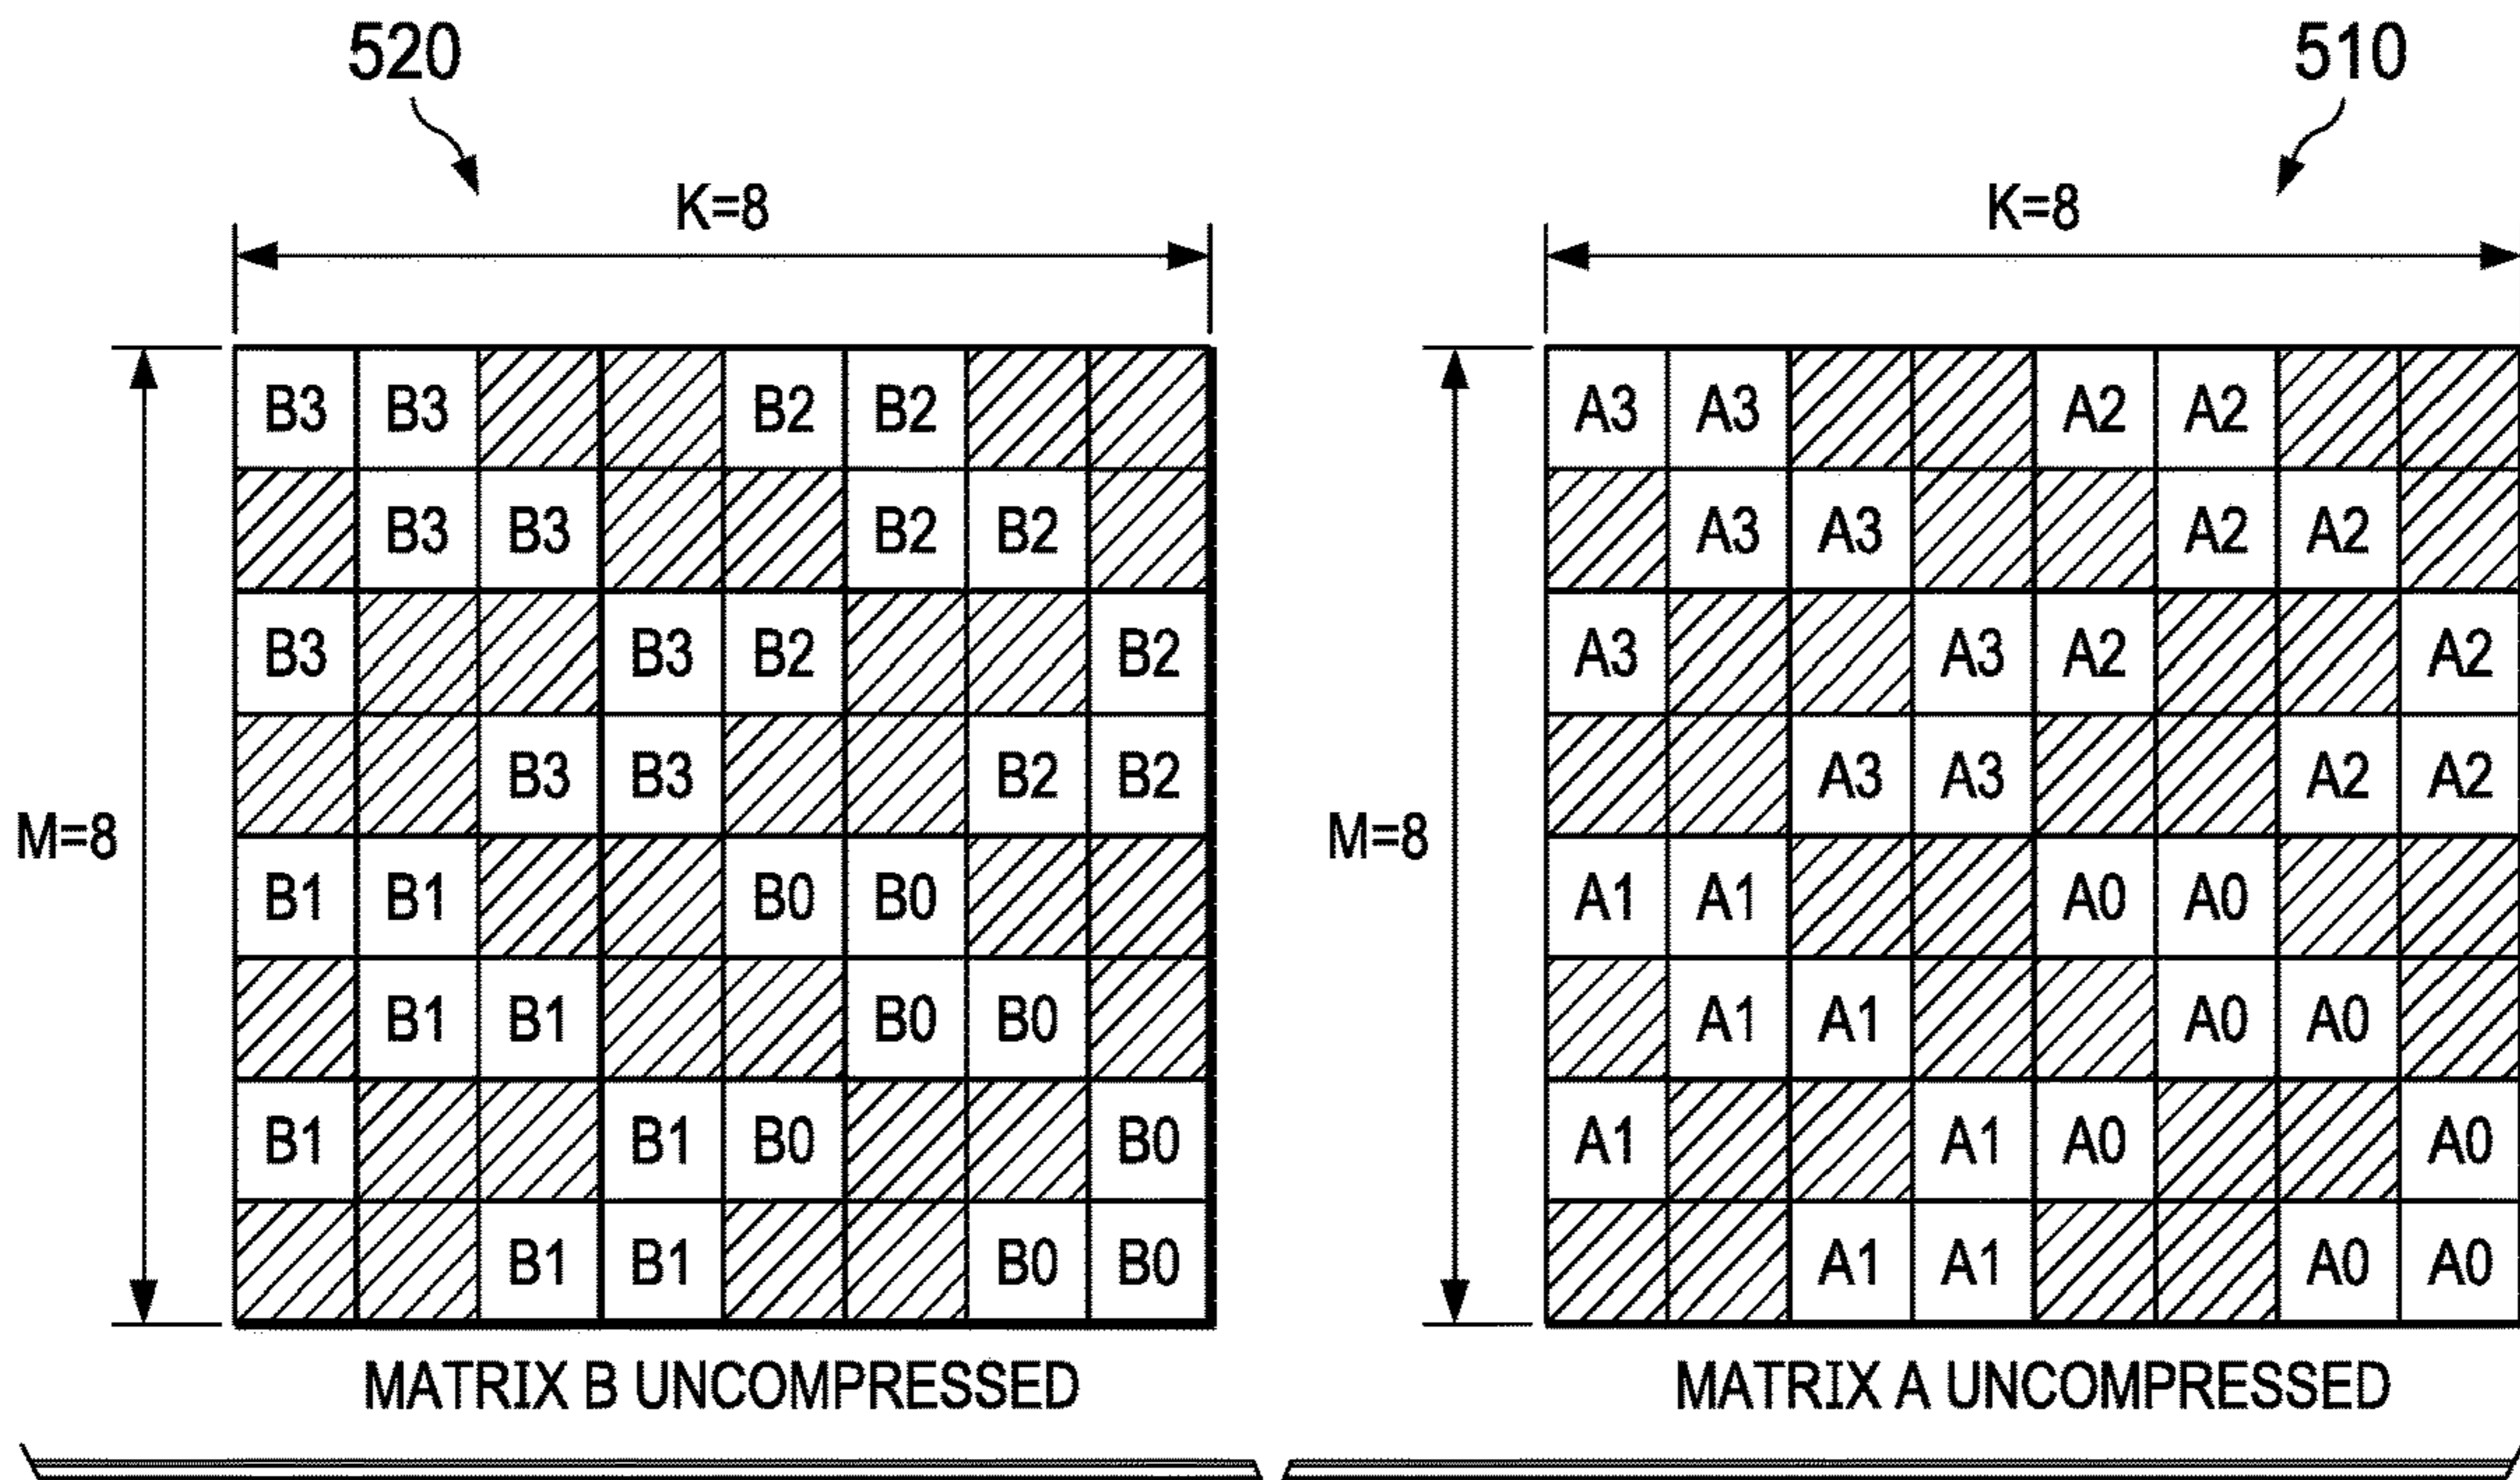 520
510
K=8
K=8
B3 B3 B2 B2
A3 A3 A2 A2
B3 B3 B2 B2
A3 A3 A2 A2
B3 B3 B2 B2
A3 A3 A2 A2
B3 B3 B2 B2
A3 A3 A2 A2
M=8
M=8
B1 B1 B0 B0
A1 A1 A0 A0
B1 B1 B0 B0
A1 A1 A0 A0
B1 B1 B0 B0
A1 A1 A0 A0
B1 B1 B0 B0
A1 A1 A0 A0
MATRIX B UNCOMPRESSED
MATRIX A UNCOMPRESSED